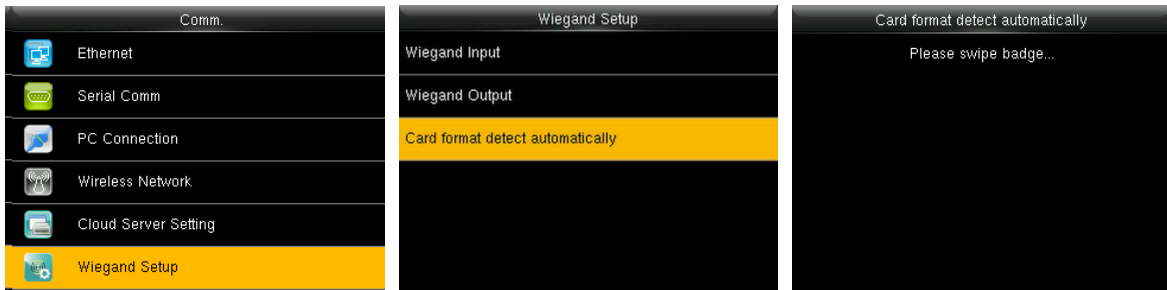 Comm.
Ethernet
Serial Comm
PC Connection
Wireless Network
Cloud Server Setting
Wiegand Setup
Wiegand Setup
Wiegand Input
Wiegand Output
Card format detect automatically
Card format detect automatically
Please swipe badge...